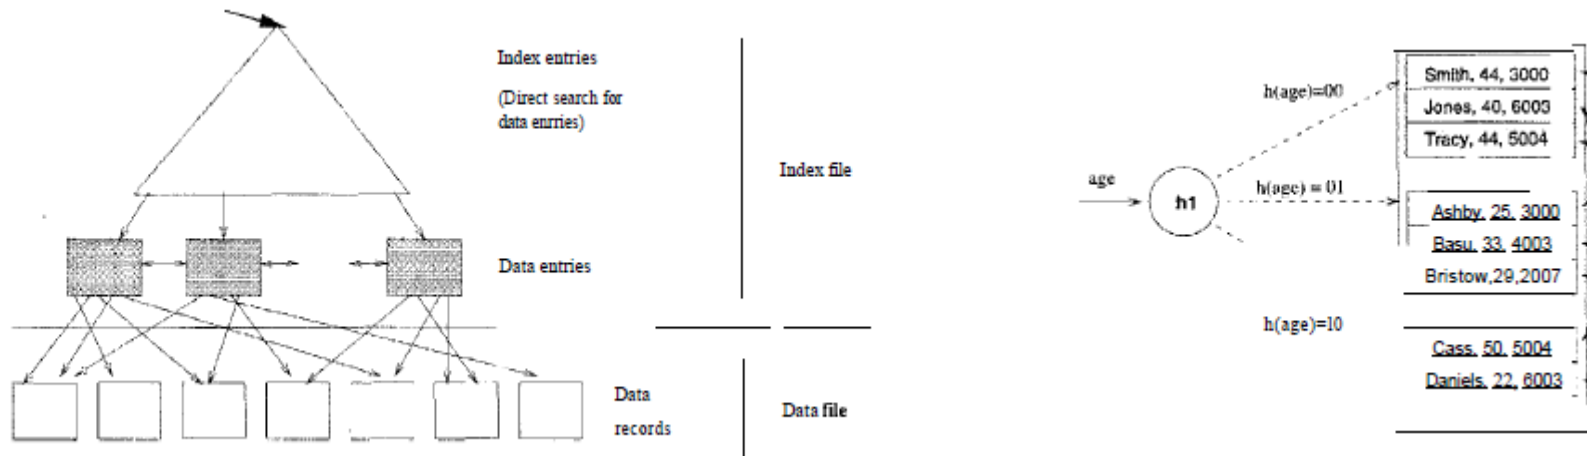 Index entries
(Direct search for
data enrries)
Index file
Data entries
Data
records
Data file
age
h1
h(age)=00
h(age) = 01
h(age)=10
Smith, 44, 3000
Jones, 40, 6003
Tracy, 44, 5004
Ashby, 25, 3000
Basu, 33, 4003
Bristow,29,2007
Cass, 50, 5004
Daniels, 22, 6003